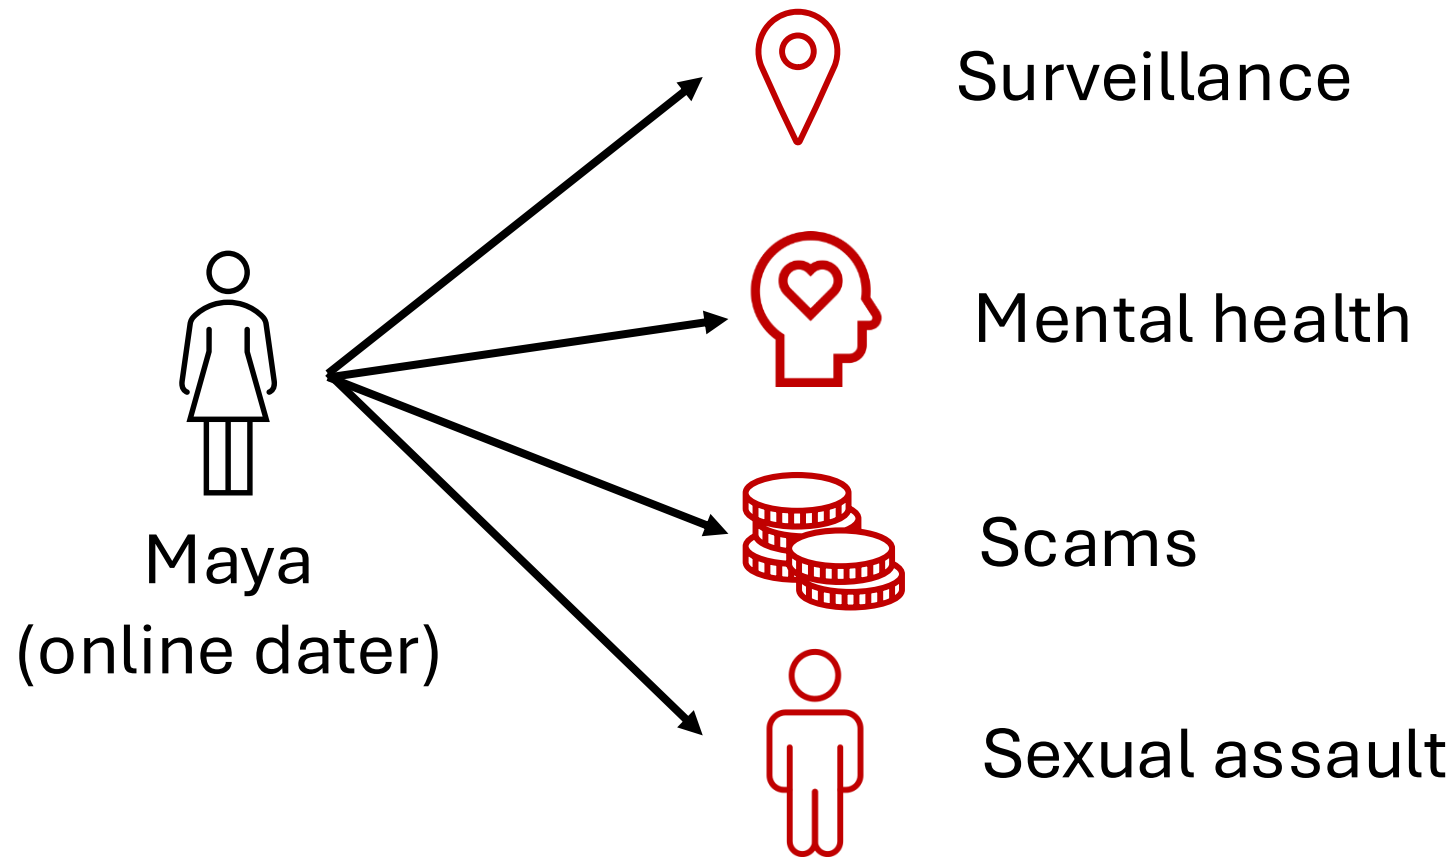 Surveillance
Mental health
Scams
Sexual assault
Maya
(online dater)